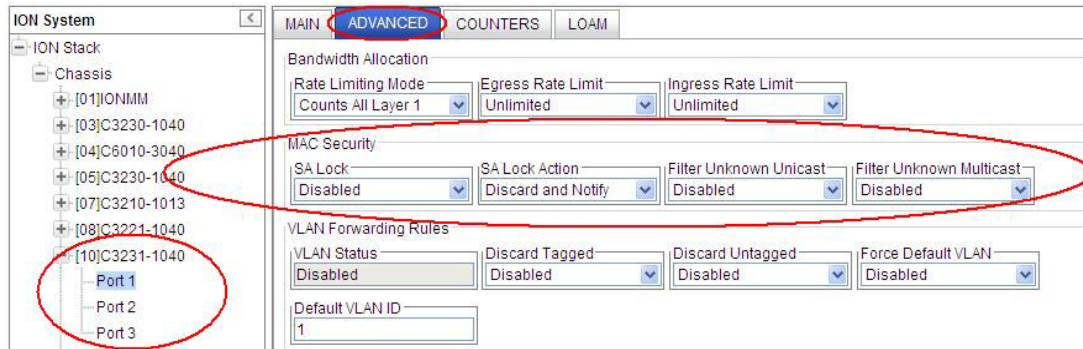 ION System
<
ION Stack
Chassis
[01]IONMM
[03]C3230-1040
[04]C6010-3040
[05]C3230-1040
[07]C3210-1013
[08]C3221-1040
[10]C3231-1040
Port 1
Port 2
Port 3
MAIN ADVANCED COUNTERS LOAM
Bandwidth Allocation
Rate Limiting Mode Egress Rate Limit Ingress Rate Limit
Counts All Layer 1 Unlimited Unlimited
MAC Security
SA Lock SA Lock Action Filter Unknown Unicast Filter Unknown Multicast
Disabled Discard and Notify Disabled Disabled
VLAN Forwarding Rules
VLAN Status Discard Tagged Discard Untagged Force Default VLAN
Disabled Disabled Disabled Disabled
Default VLAN ID
1